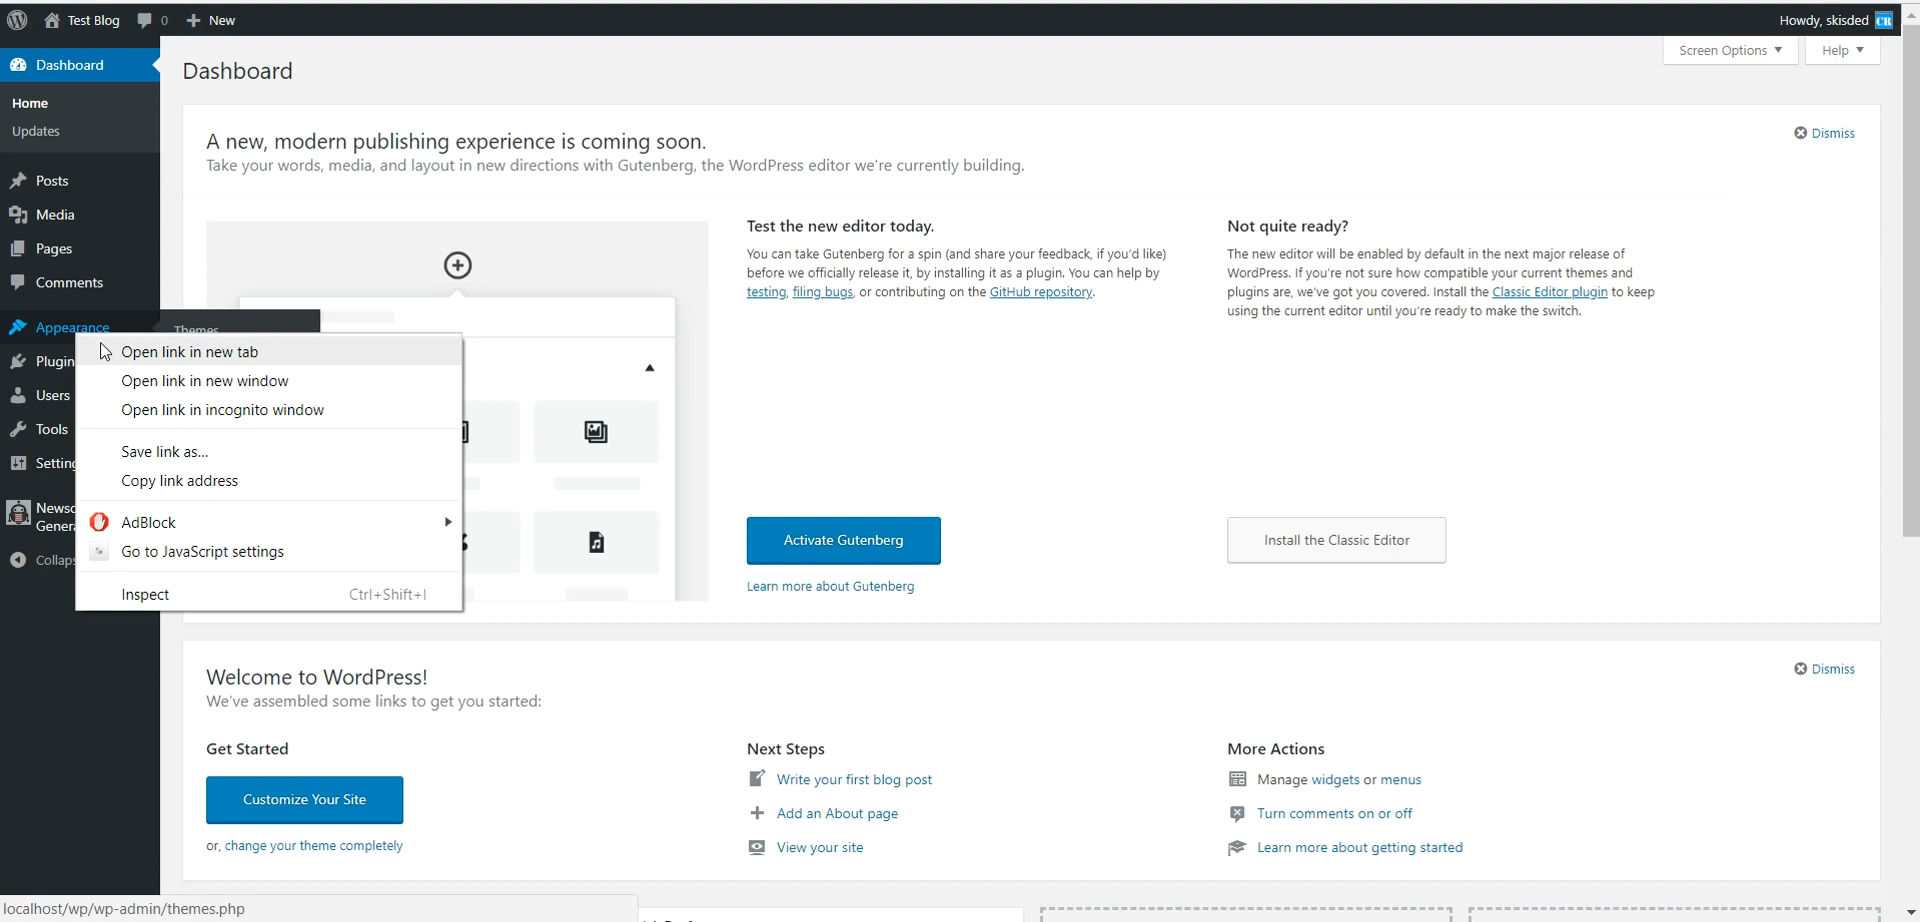 Test Blog 0 New
Howdy, skisded CR
Dashboard
Home
Updates
Posts
Media
Pages
Comments
Appearance
Themes
Plugin
Users
Tools
Settin
Newsc
Genera
Collaps
Open link in new tab
Open link in new window
Open link in incognito window
Save link as...
Copy link address
AdBlock
Go to JavaScript settings
Inspect Ctrl+Shift+I
Screen Options Help
Dashboard
A new, modern publishing experience is coming soon.
Take your words, media, and layout in new directions with Gutenberg, the WordPress editor we're currently building.
Dismiss
Test the new editor today.
You can take Gutenberg for a spin (and share your feedback, if you'd like)
before we officially release it, by installing it as a plugin. You can help by
testing, filing bugs, or contributing on the GitHub repository.
Activate Gutenberg
Learn more about Gutenberg
Not quite ready?
The new editor will be enabled by default in the next major release of
WordPress. If you're not sure how compatible your current themes and
plugins are, we've got you covered. Install the Classic Editor plugin to keep
using the current editor until you're ready to make the switch.
Install the Classic Editor
Welcome to WordPress!
We've assembled some links to get you started:
Dismiss
Get Started
Customize Your Site
or, change your theme completely
Next Steps
Write your first blog post
Add an About page
View your site
More Actions
Manage widgets or menus
Turn comments on or off
Learn more about getting started
localhost/wp/wp-admin/themes.php